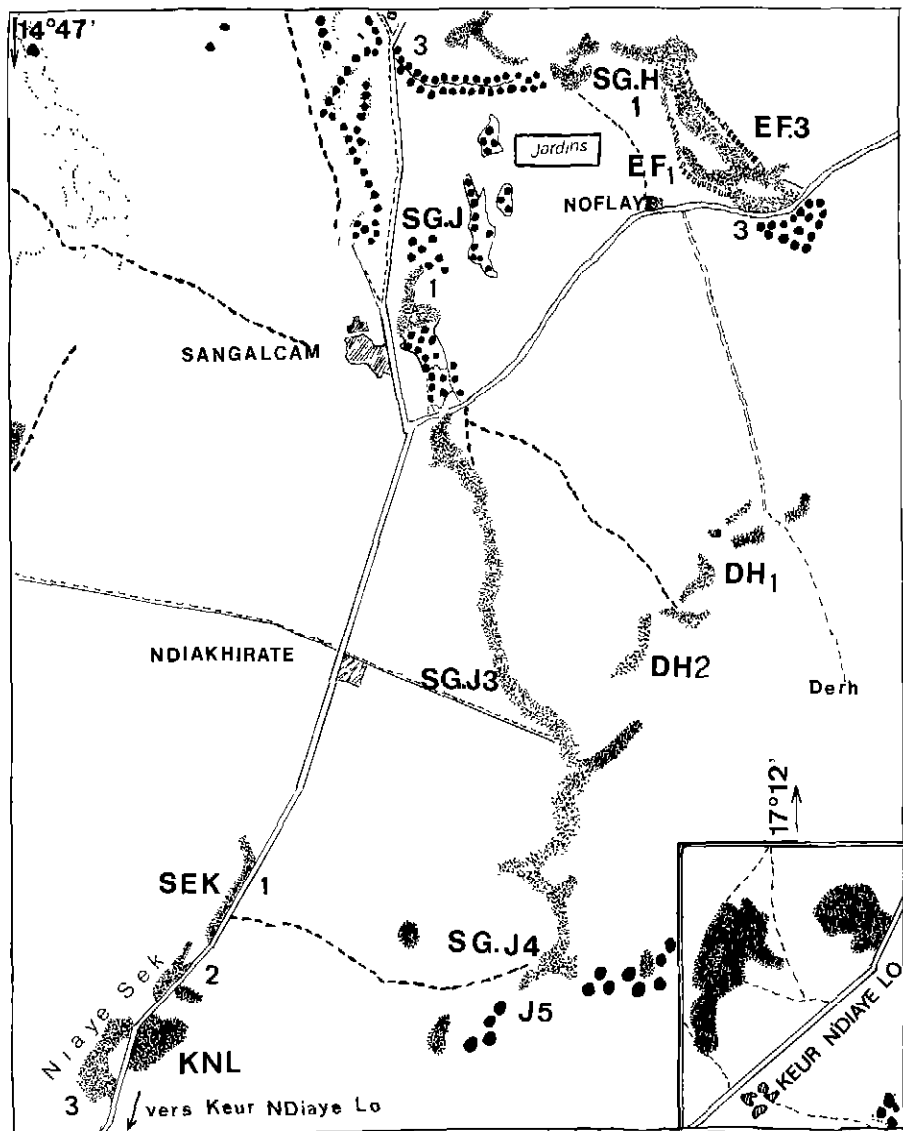 14°47'
3
SG.H
1
EF.3
Jardins
EF1
NOFLAYE
SG.J
3
1
SANGALCAM
DH1
NDIAKHIRATE
SG.J3
DH2
Derh
17°12'
SEK
1
SG.J4
2
Niaye Sek
J5
KNL
KEUR N'DIAYE LO
3
vers Keur NDiaye Lo